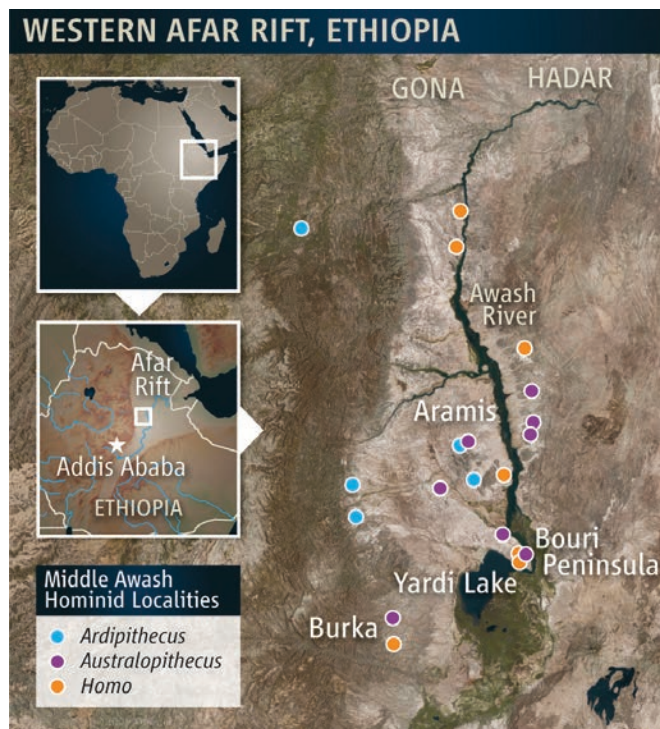 WESTERN AFAR RIFT, ETHIOPIA
GONA
HADAR
Awash
River
Afar
Rift
Addis Ababa
ETHIOPIA
Aramis
Bouri
Peninsula
Yardi Lake
Burka
Middle Awash
Hominid Localities
Ardipithecus
Australopithecus
Homo